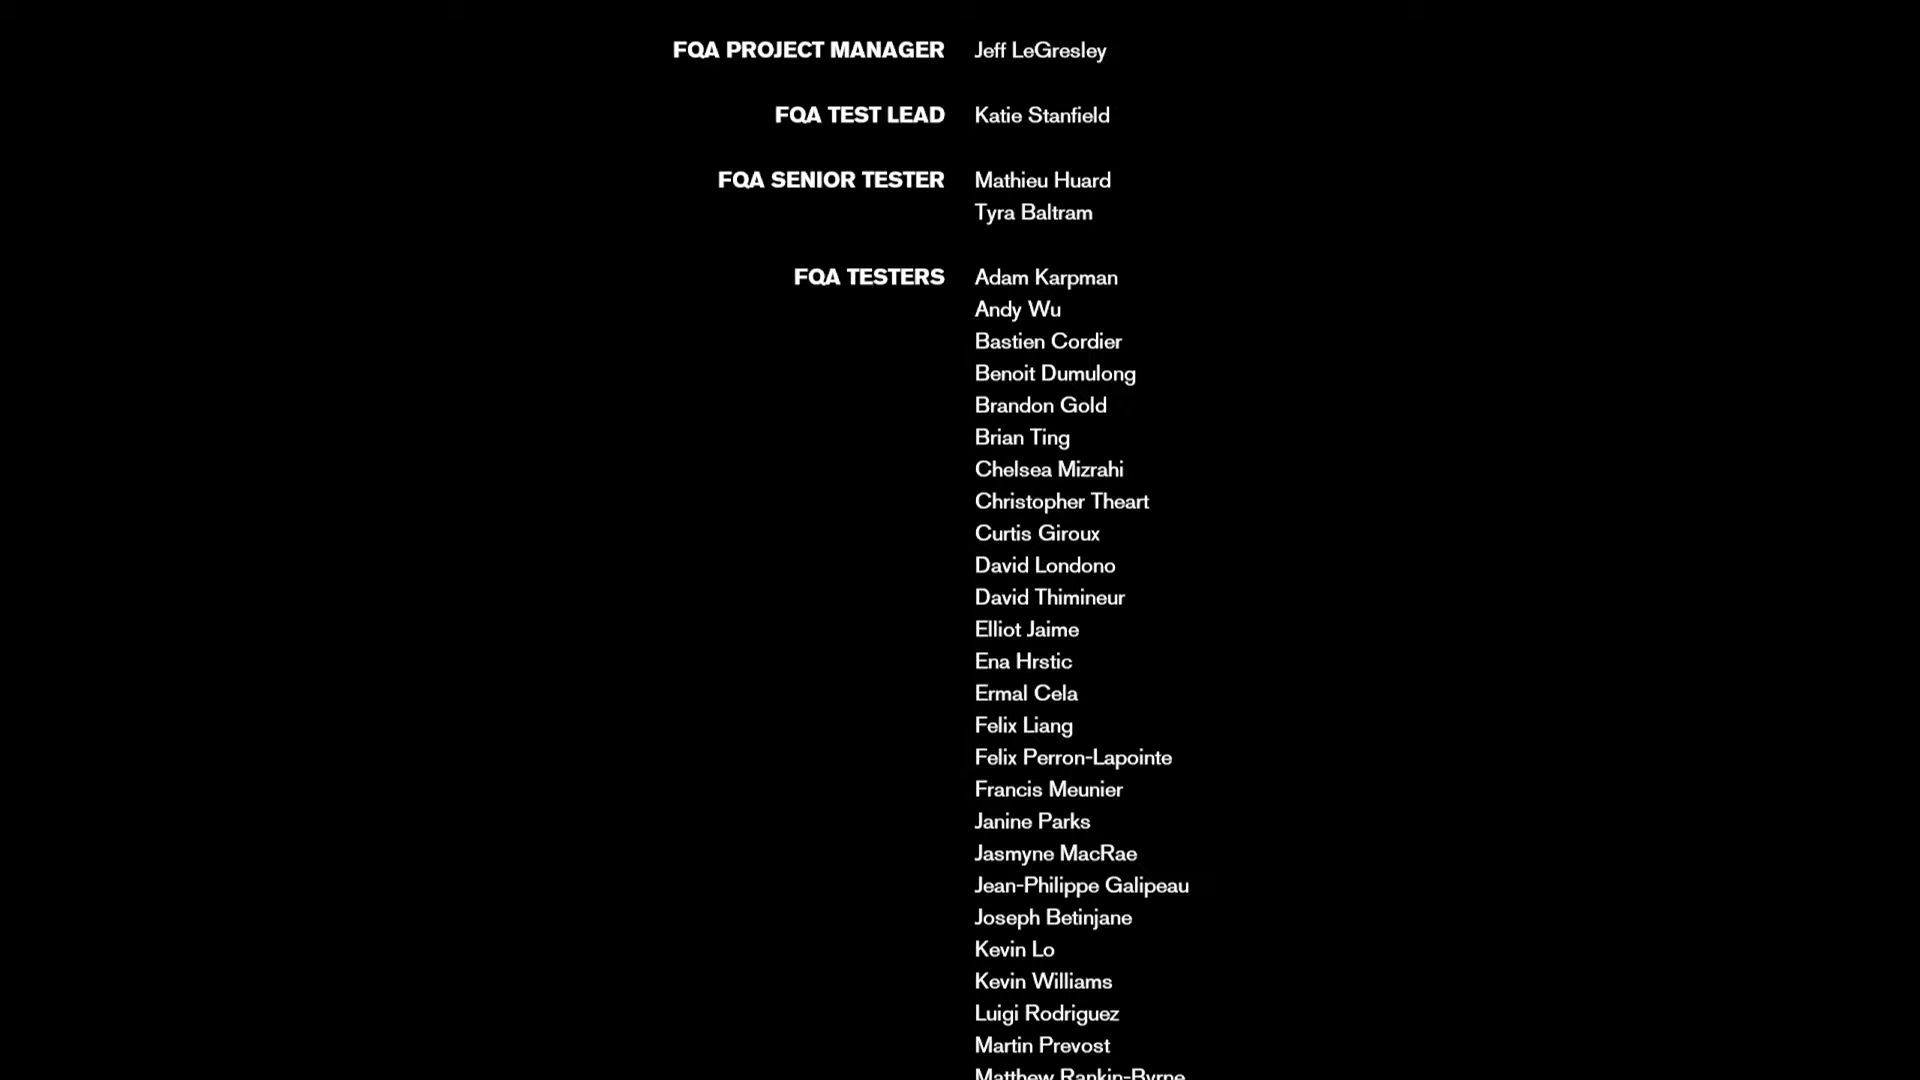 FQA PROJECT MANAGER Jeff LeGresley
FQA TEST LEAD Katie Stanfield
FQA SENIOR TESTER Mathieu Huard
Tyra Baltram
FQA TESTERS Adam Karpman
Andy Wu
Bastien Cordier
Benoit Dumulong
Brandon Gold
Brian Ting
Chelsea Mizrahi
Christopher Theart
Curtis Giroux
David Londono
David Thimineur
Elliot Jaime
Ena Hrstic
Ermal Cela
Felix Liang
Felix Perron-Lapointe
Francis Meunier
Janine Parks
Jasmyne MacRae
Jean-Philippe Galipeau
Joseph Betinjane
Kevin Lo
Kevin Williams
Luigi Rodriguez
Martin Prevost
Matthew Rankin-Byrne